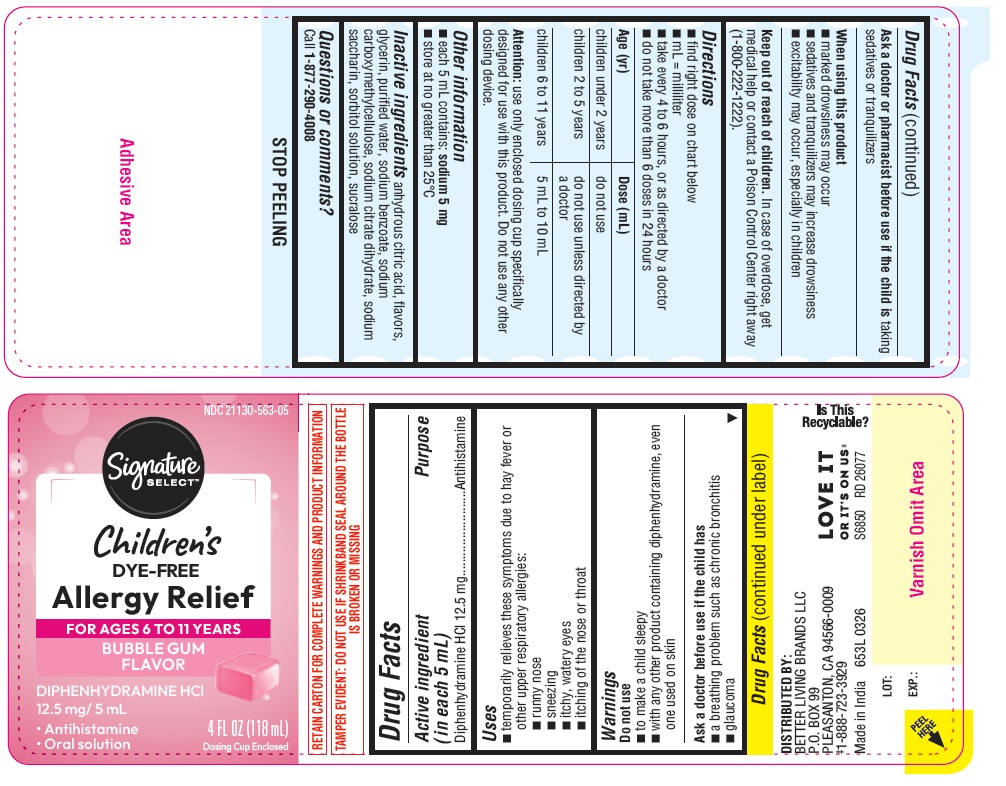 NDC 21130-563-05
Signature
SELECT™
Children's
DYE-FREE
Allergy Relief
FOR AGES 6 TO 11 YEARS
BUBBLE GUM
FLAVOR
DIPHENHYDRAMINE HCl
12.5 mg/ 5 mL
• Antihistamine
• Oral solution
4 FL OZ (118 mL)
Dosing Cup Enclosed
RETAIN CARTON FOR COMPLETE WARNINGS AND PRODUCT INFORMATION
TAMPER EVIDENT: DO NOT USE IF SHRINKBAND SEAL AROUND THE BOTTLE
IS BROKEN OR MISSING
Drug Facts
Active ingredient Purpose
(in each 5 mL)
Diphenhydramine HCl 12.5 mg..........................Antihistamine
Uses
■ temporarily relieves these symptoms due to hay fever or
other upper respiratory allergies:
■ runny nose
■ sneezing
■ itchy, watery eyes
■ itching of the nose or throat
Warnings
Do not use
■ to make a child sleepy
■ with any other product containing diphenhydramine, even
one used on skin
Ask a doctor before use if the child has
■ a breathing problem such as chronic bronchitis
■ glaucoma ▼
Drug Facts (continued under label)
DISTRIBUTED BY:
BETTER LIVING BRANDS LLC
P.O. BOX 99
PLEASANTON, CA 94566-0009
‡1-888-723-3929
Made in India 653L 0326
Is This
Recyclable?
LOVE IT
OR IT'S ON US‡
S6850 RD 26077
LOT:
EXP.:
Varnish Omit Area
PEEL
HERE
Drug Facts (continued)
Ask a doctor or pharmacist before use if the child is taking
sedatives or tranquilizers
When using this product
■ marked drowsiness may occur
■ sedatives and tranquilizers may increase drowsiness
■ excitability may occur, especially in children
Keep out of reach of children. In case of overdose, get
medical help or contact a Poison Control Center right away
(1-800-222-1222).
Directions
■ find right dose on chart below
■ mL = milliliter
■ take every 4 to 6 hours, or as directed by a doctor
■ do not take more than 6 doses in 24 hours
Age (yr) Dose (mL)
children under 2 years do not use
children 2 to 5 years do not use unless directed by
a doctor
children 6 to 11 years 5 mL to 10 mL
Attention: use only enclosed dosing cup specifically
designed for use with this product. Do not use any other
dosing device.
Other information
■ each 5 mL contains: sodium 5 mg
■ store at no greater than 25°C
Inactive ingredients anhydrous citric acid, flavors,
glycerin, purified water, sodium benzoate, sodium
carboxymethylcellulose, sodium citrate dihydrate, sodium
saccharin, sorbitol solution, sucralose
Questions or comments?
Call 1-877-290-4008
STOP PEELING
Adhesive Area